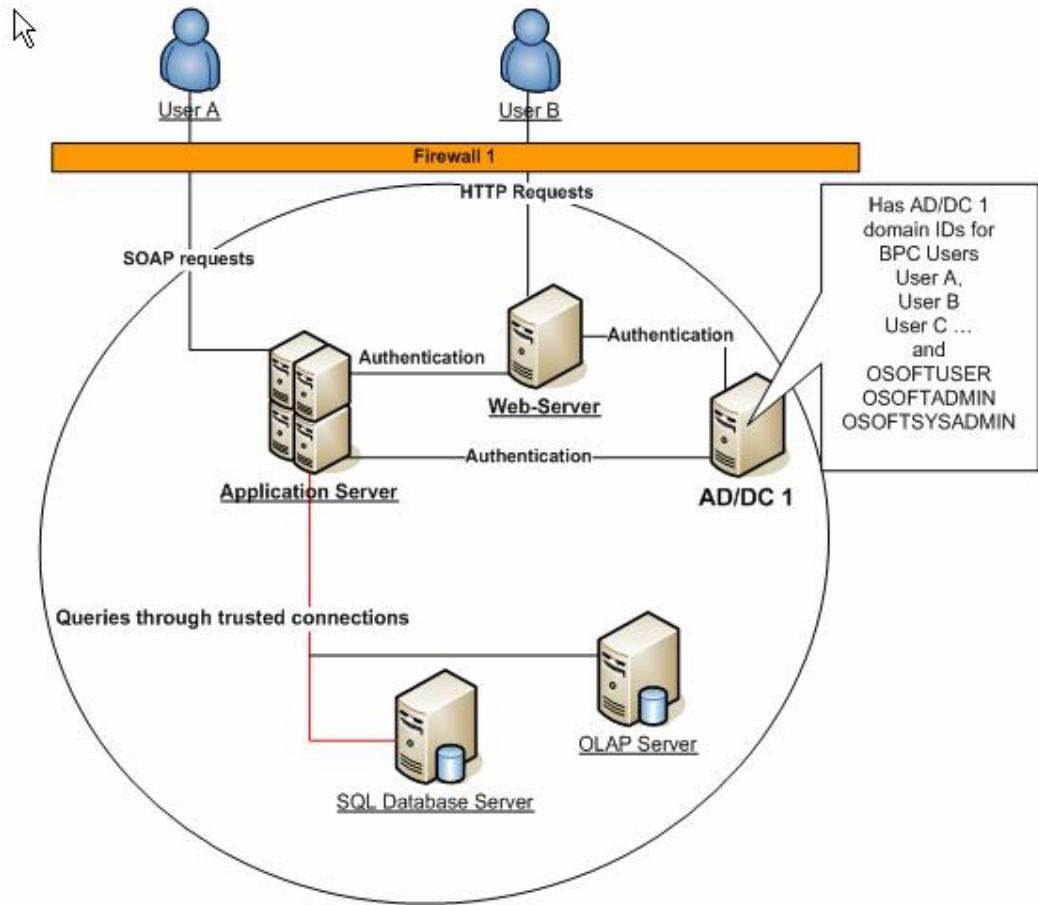 User A
User B
Firewall 1
HTTP Requests
SOAP requests
Has AD/DC 1
domain IDs for
BPC Users
User A,
User B
User C ...
and
OSOFTUSER
OSOFTADMIN
OSOFTSYSADMIN
Authentication
Authentication
Web-Server
Authentication
Application Server
AD/DC 1
Queries through trusted connections
OLAP Server
SQL Database Server